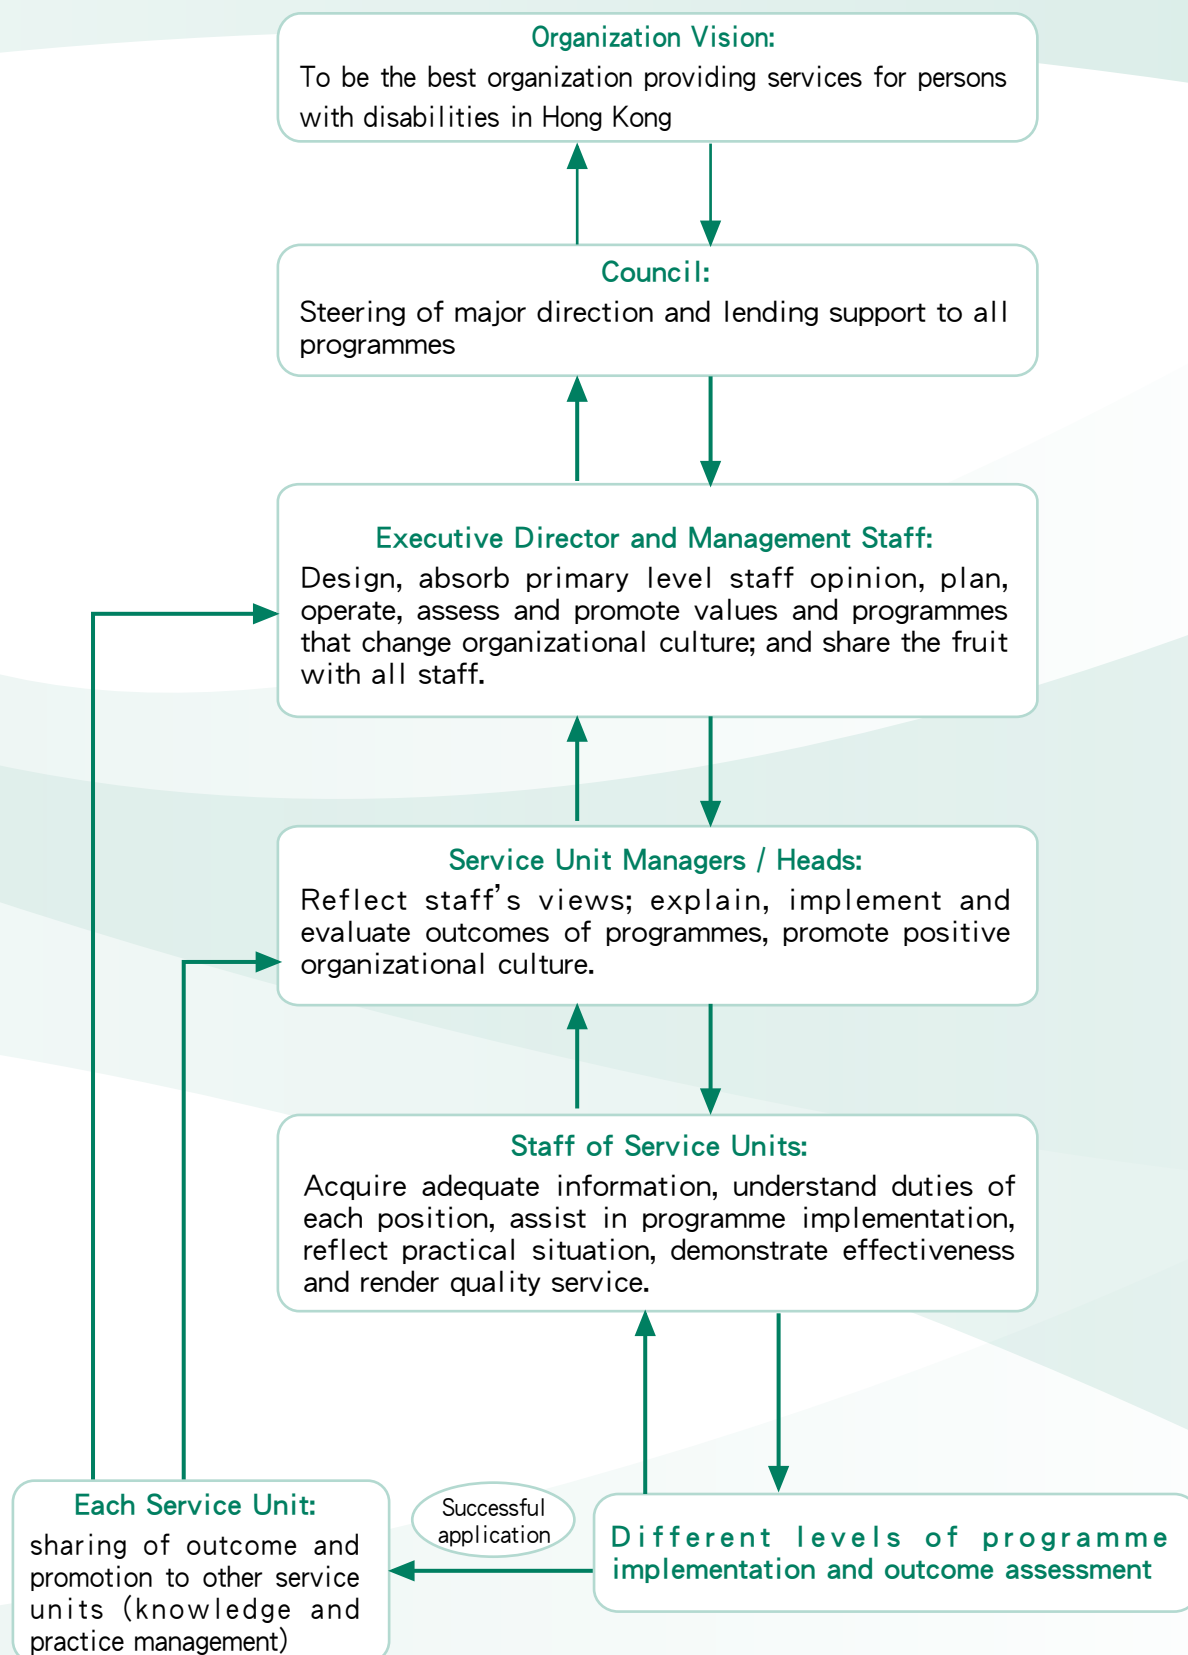 Organization Vision:
To be the best organization providing services for persons
with disabilities in Hong Kong
Council:
Steering of major direction and lending support to all
programmes
Executive Director and Management Staff:
Design, absorb primary level staff opinion, plan,
operate, assess and promote values and programmes
that change organizational culture; and share the fruit
with all staff.
Service Unit Managers / Heads:
Reflect staff’s views; explain, implement and
evaluate outcomes of programmes, promote positive
organizational culture.
Staff of Service Units:
Acquire adequate information, understand duties of
each position, assist in programme implementation,
reflect practical situation, demonstrate effectiveness
and render quality service.
Each Service Unit:
sharing of outcome and
promotion to other service
units (knowledge and
practice management)
Successful
application
Different levels of programme
implementation and outcome assessment